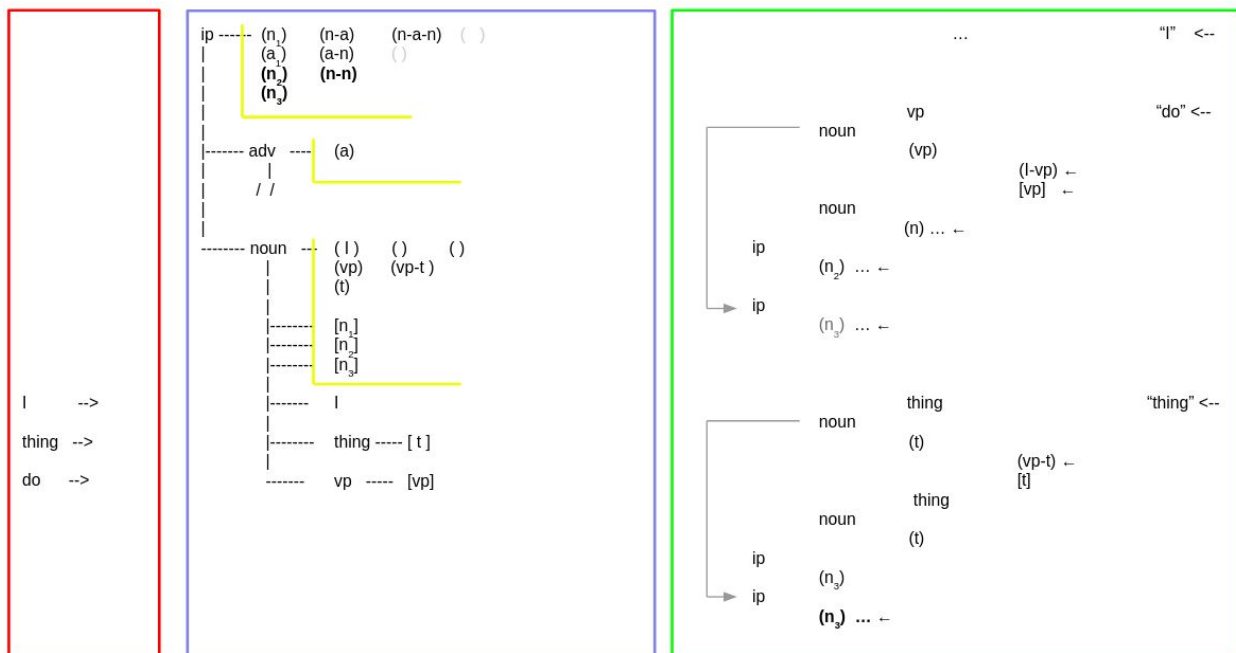 I -->
thing -->
do -->
ip ------ (n1) (n-a) (n-a-n) ( )
| (a1) (a-n) ( )
| (n2) (n-n)
| (n3)
|
|
|------- adv ---- (a)
| |
| / /
|
|
-------- noun --- ( I ) ( ) ( )
| (vp) (vp-t )
| (t)
|
|-------- [n1]
|-------- [n2]
|-------- [n3]
|
|------- I
|
|-------- thing ----- [ t ]
|
------- vp ----- [vp]
… “I” <--
vp “do” <--
noun
(vp)
(I-vp) ←
[vp] ←
noun
(n) … ←
ip
(n2) … ←
ip
(n3) … ←
thing “thing” <--
noun
(t)
(vp-t) ←
[t]
thing
noun
(t)
ip
(n3)
ip
(n3) … ←